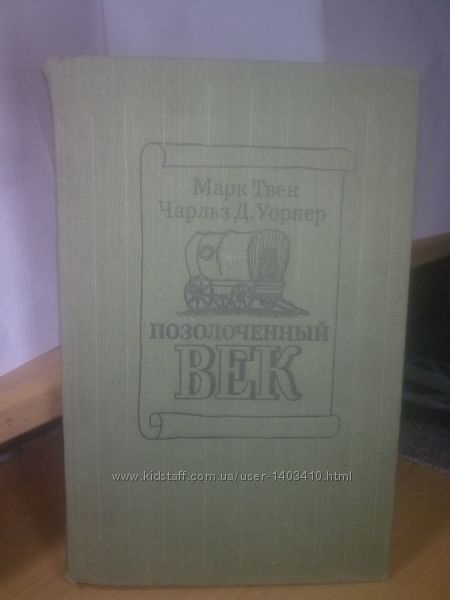 Марк Твен
Чарльз Д. Уорнер
ПОЗОЛОЧЕННЫЙ
ВЕК
www.kidstaff.com.ua/user-1403410.html